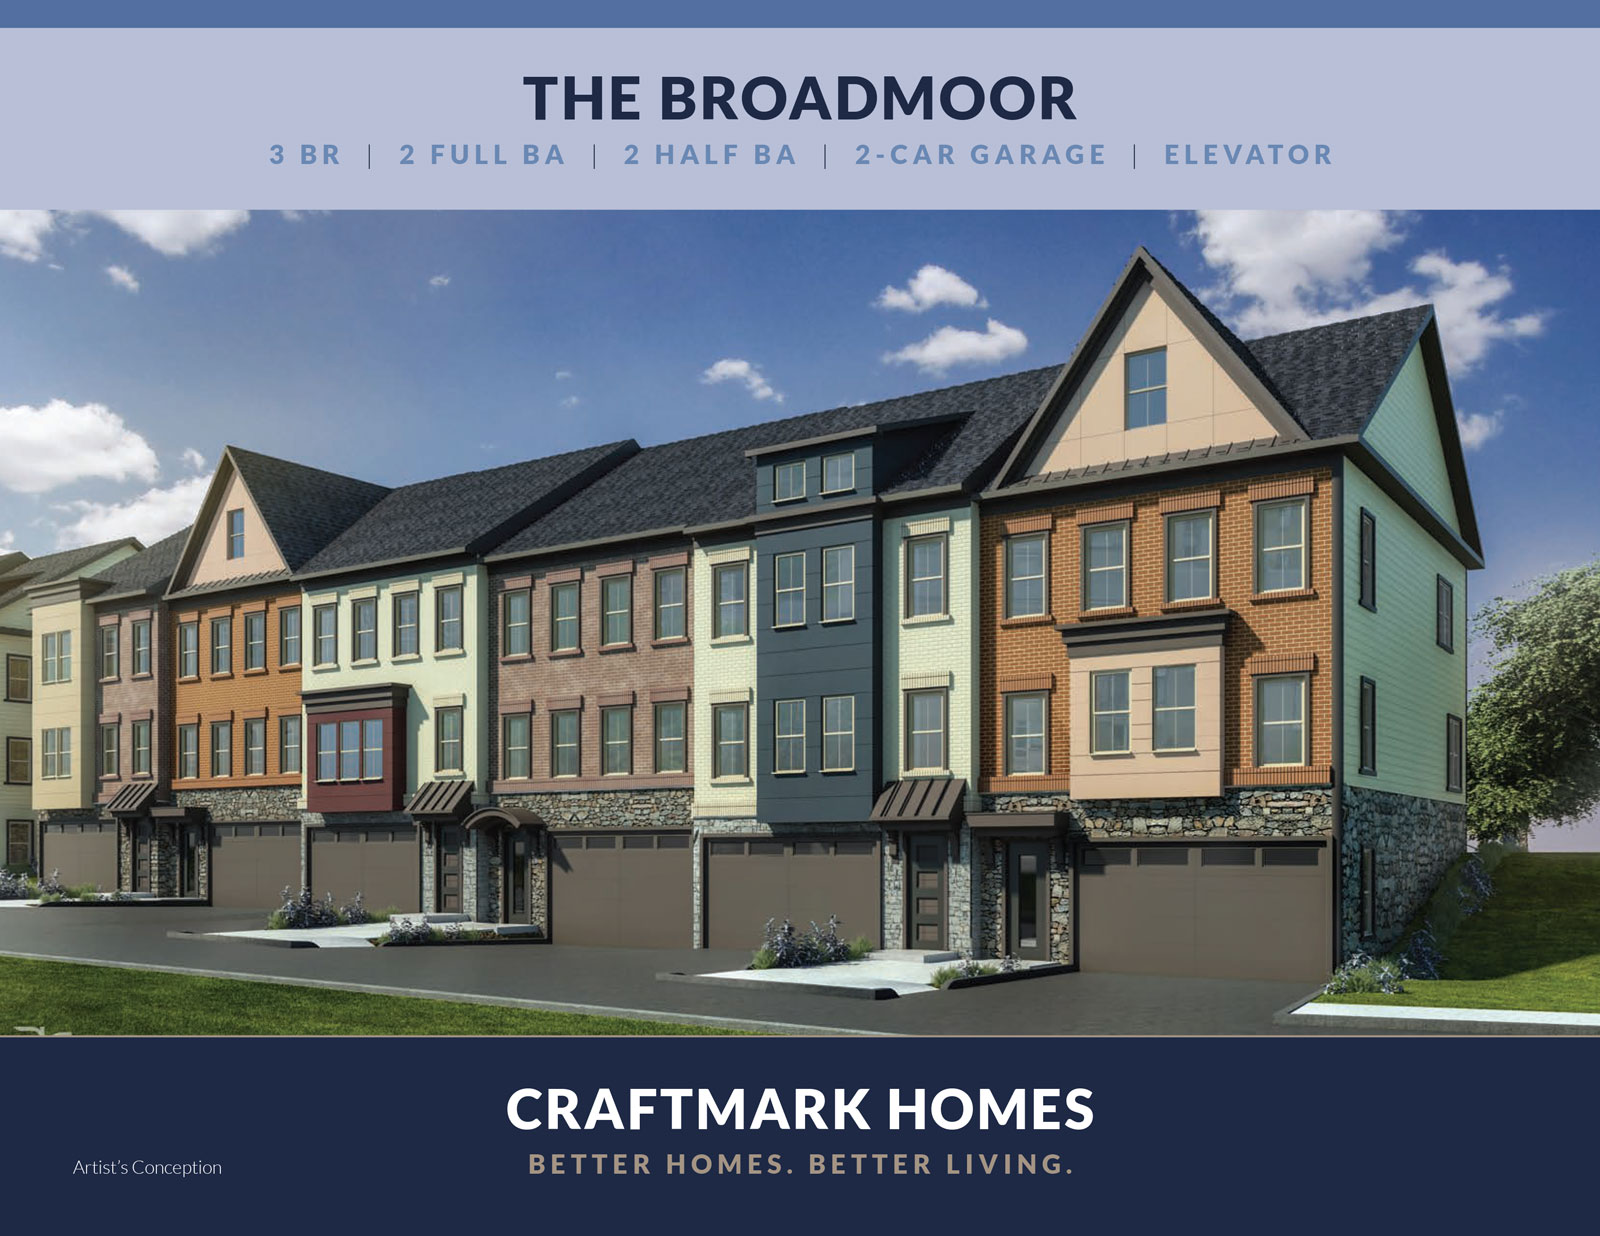 THE BROADMOOR
3 BR | 2 FULL BA | 2 HALF BA | 2-CAR GARAGE | ELEVATOR
CRAFTMARK HOMES
BETTER HOMES. BETTER LIVING.
Artist's Conception